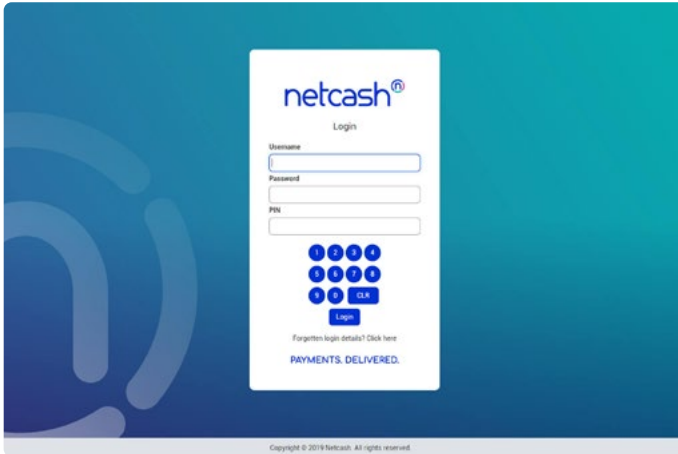 netcash
Login
Username
Password
PIN
1 2 3 4
5 6 7 8
9 0 CLR
Login
Forgotten login details? Click here
PAYMENTS. DELIVERED.
Copyright © 2019 Netcash. All rights reserved.